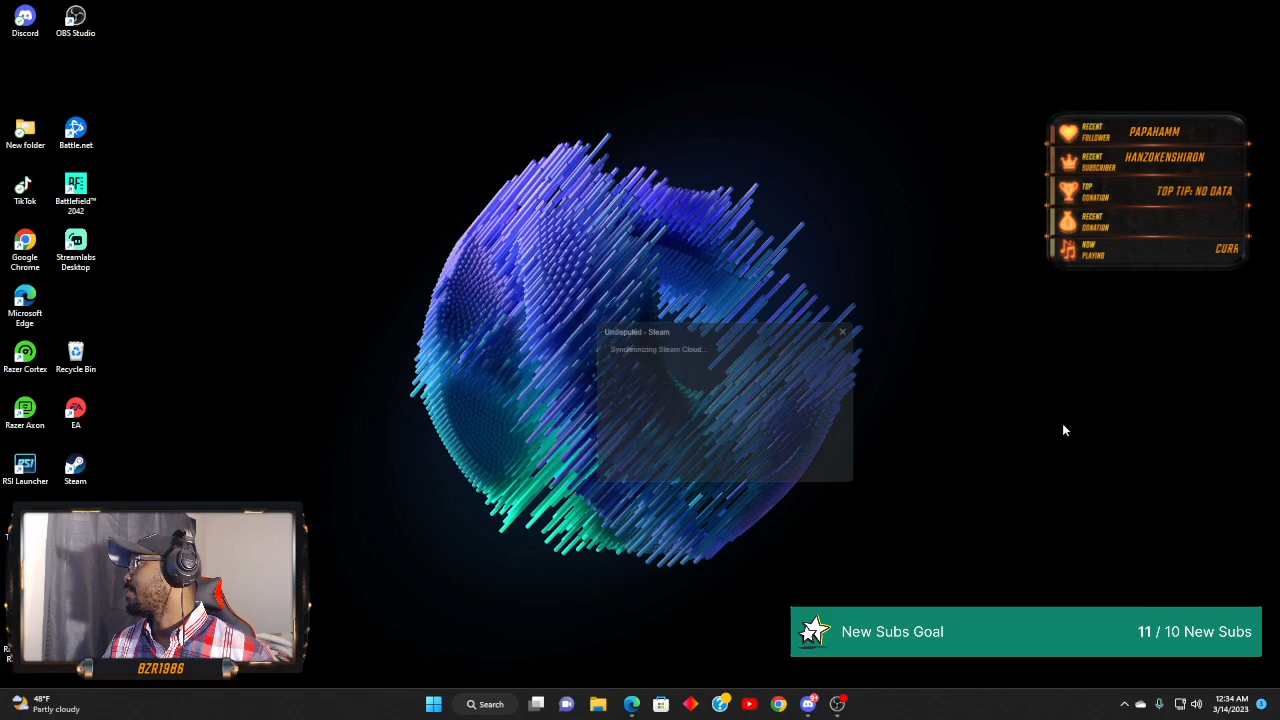 Discord
OBS Studio
New folder
Battle.net
TikTok
Battlefield™
2042
Google
Chrome
Streamlabs
Desktop
Microsoft
Edge
Razer Cortex
Recycle Bin
Razer Axon
EA
RSI
RSI Launcher
Steam
RECENT
FOLLOWER
PAPAHAMM
RECENT
SUBSCRIBER
HANZOKENSHIRON
TOP
DONATION
TOP TIP: NO DATA
RECENT
DONATION
NOW
PLAYING
CURR
Undisputed - Steam
Synchronizing Steam Cloud...
BZR1986
New Subs Goal
11 / 10 New Subs
48°F
Partly cloudy
Search
12:34 AM
3/14/2023